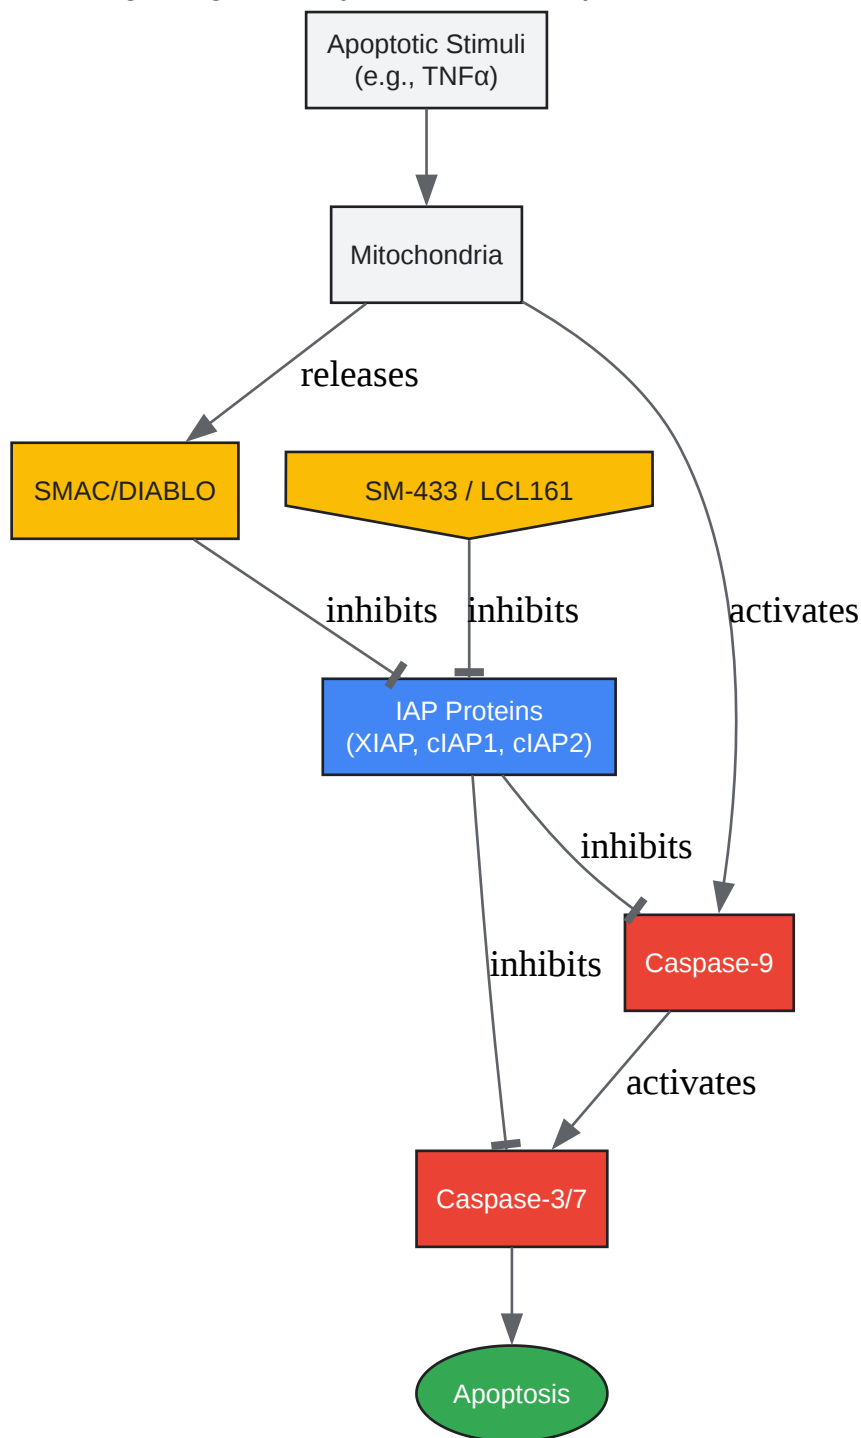 Apoptotic Stimuli
(e.g., TNFα)
Mitochondria
releases
SMAC/DIABLO
SM-433 / LCL161
inhibits
inhibits
activates
IAP Proteins
(XIAP, cIAP1, cIAP2)
inhibits
Caspase-9
inhibits
activates
Caspase-3/7
Apoptosis